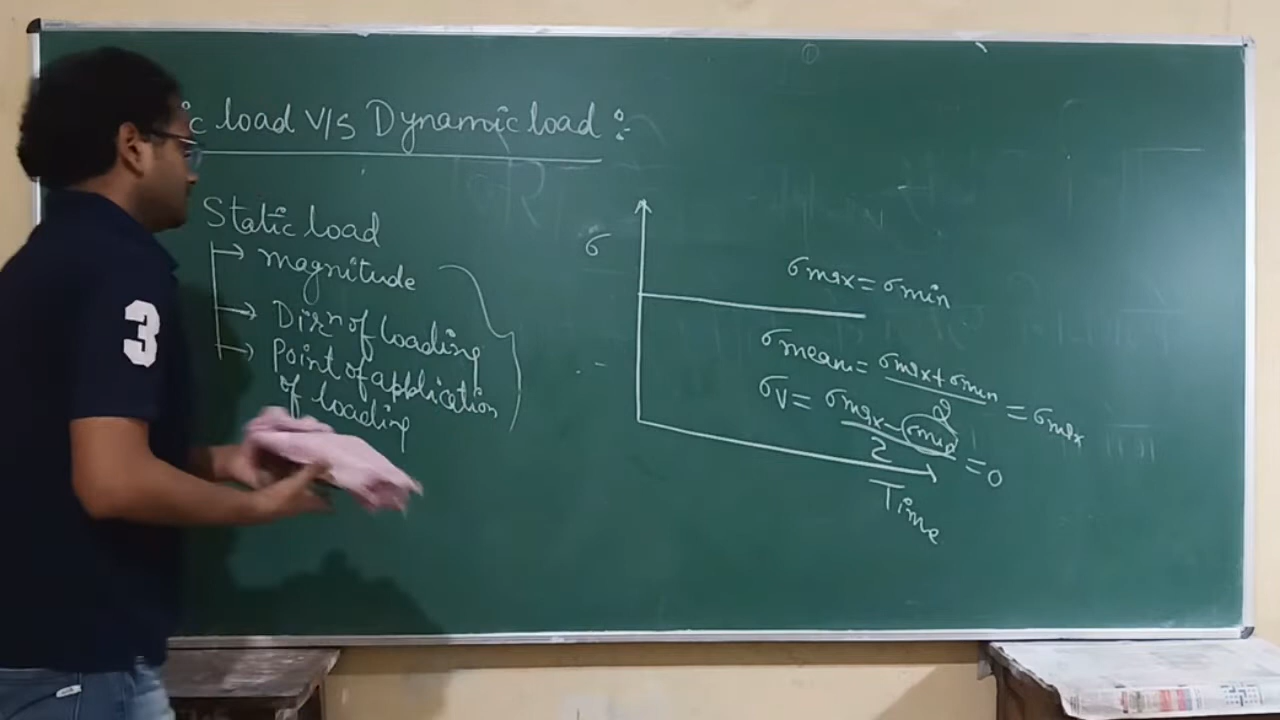 ic load V/s Dynamic load :-
Static load
→ magnitude
→ Dirⁿ of loading
→ Point of application
of loading
3
σ
σmax = σmin
σmean = σmax + σmin / 2 = σmax
σV = σmax - σmin / 2 = 0
Time